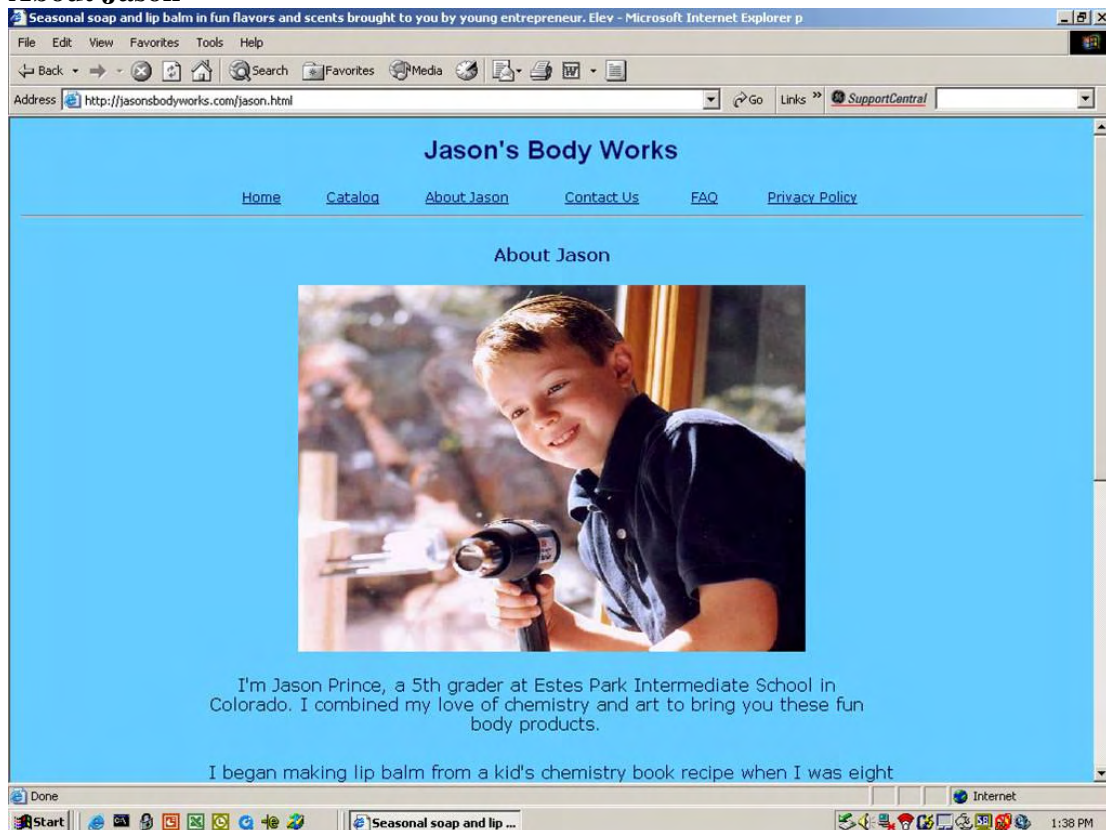 About Jason
Seasonal soap and lip balm in fun flavors and scents brought to you by young entrepreneur. Elev - Microsoft Internet Explorer p
File Edit View Favorites Tools Help
Back Search Favorites Media
Address http://jasonsbodyworks.com/jason.html Go Links » SupportCentral
Jason's Body Works
Home Catalog About Jason Contact Us FAQ Privacy Policy
About Jason
I'm Jason Prince, a 5th grader at Estes Park Intermediate School in
Colorado. I combined my love of chemistry and art to bring you these fun
body products.
I began making lip balm from a kid's chemistry book recipe when I was eight
Done Internet
Start Seasonal soap and lip ... 1:38 PM